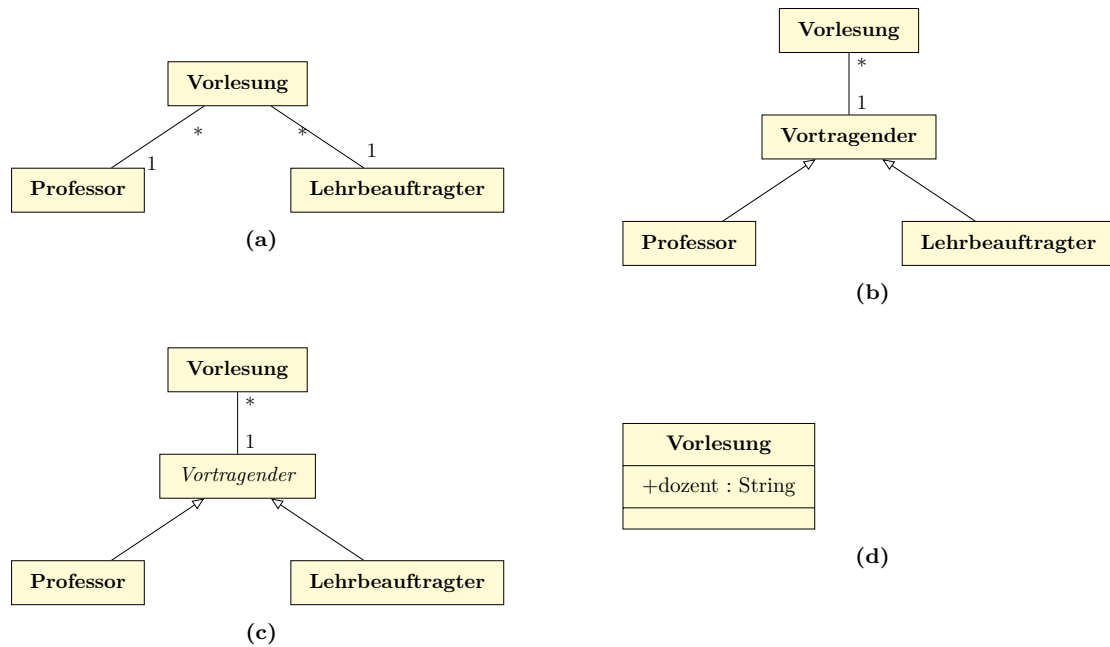 Vorlesung
* *
1 1
Professor Lehrbeauftragter
(a)
Vorlesung
*
1
Vortragender
Professor Lehrbeauftragter
(b)
Vorlesung
*
1
Vortragender
Professor Lehrbeauftragter
(c)
Vorlesung
+dozent : String
(d)